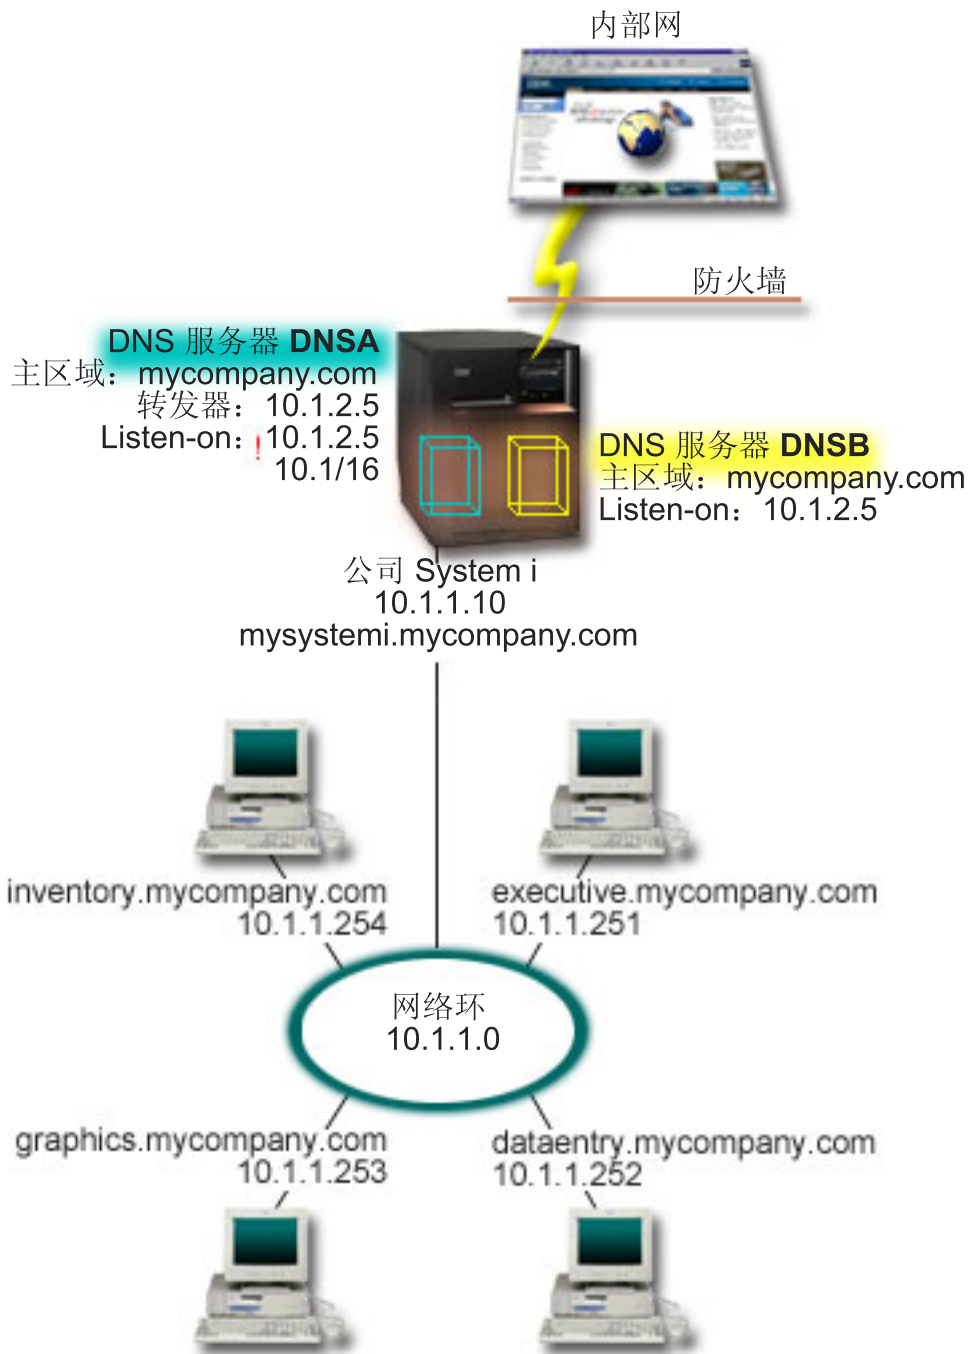 内部网
防火墙
DNS 服务器 DNSA
主区域：mycompany.com
转发器：10.1.2.5
Listen-on：!10.1.2.5
10.1/16
DNS 服务器 DNSB
主区域：mycompany.com
Listen-on：10.1.2.5
公司 System i
10.1.1.10
mysystemi.mycompany.com
inventory.mycompany.com
10.1.1.254
executive.mycompany.com
10.1.1.251
网络环
10.1.1.0
graphics.mycompany.com
10.1.1.253
dataentry.mycompany.com
10.1.1.252